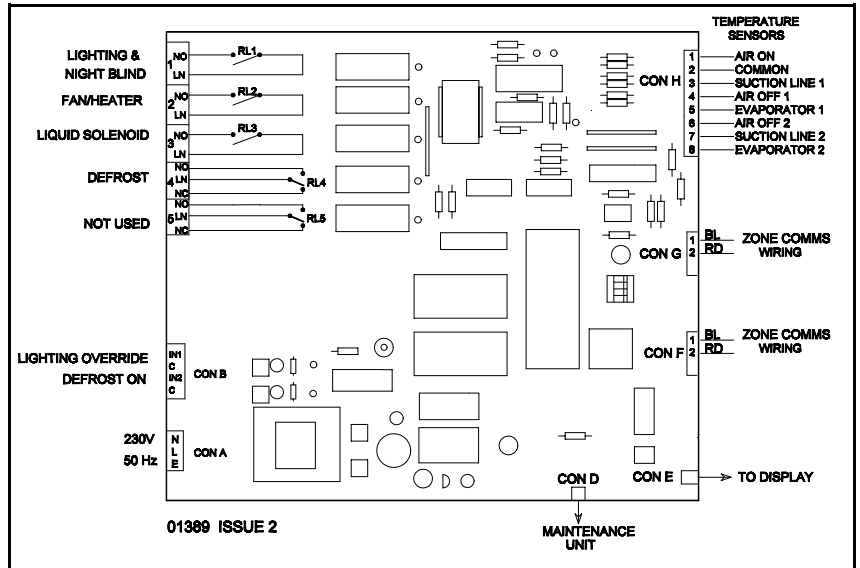 TEMPERATURE
SENSORS
LIGHTING &
NIGHT BLIND
1
NO
LN
RL1
FAN/HEATER
2
NO
LN
RL2
LIQUID SOLENOID
3
NO
LN
RL3
DEFROST
4
NO
LN
NC
RL4
NOT USED
5
NO
LN
NC
RL5
CON H
1 AIR ON
2 COMMON
3 SUCTION LINE 1
4 AIR OFF 1
5 EVAPORATOR 1
6 AIR OFF 2
7 SUCTION LINE 2
8 EVAPORATOR 2
CON G
1 BL
2 RD
ZONE COMMS
WIRING
CON F
1 BL
2 RD
ZONE COMMS
WIRING
LIGHTING OVERRIDE
DEFROST ON
IN1
C
IN2
C
CON B
230V
50 Hz
N
L
E
CON A
CON D
CON E
TO DISPLAY
01389 ISSUE 2
MAINTENANCE
UNIT